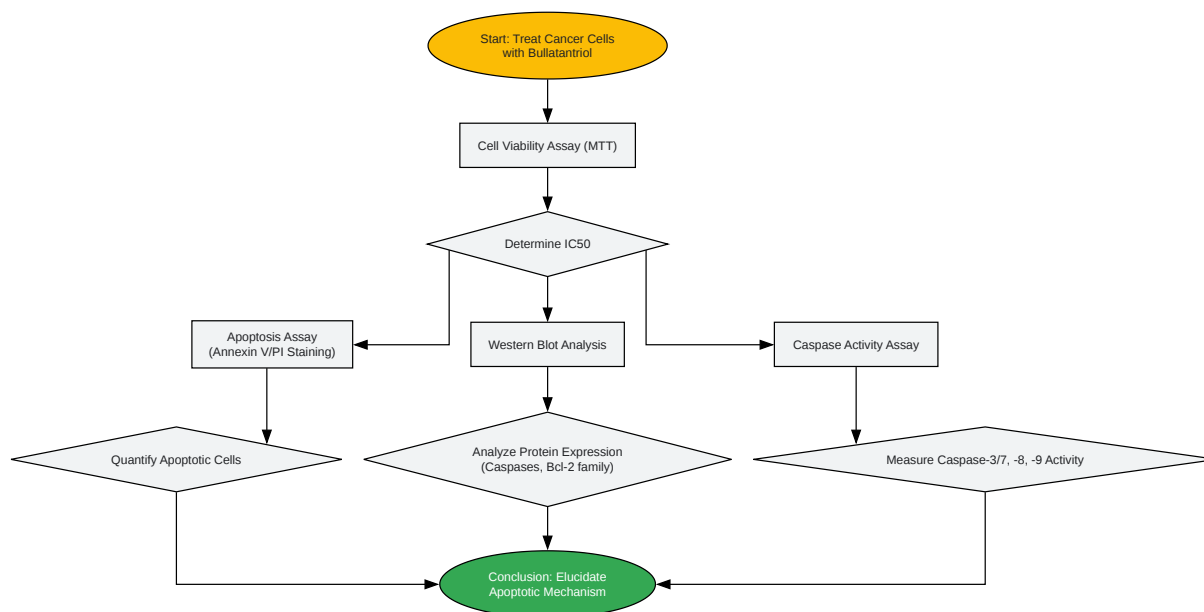 Start: Treat Cancer Cells
with Bullatantriol
Cell Viability Assay (MTT)
Determine IC50
Apoptosis Assay
(Annexin V/PI Staining)
Western Blot Analysis
Caspase Activity Assay
Quantify Apoptotic Cells
Analyze Protein Expression
(Caspases, Bcl-2 family)
Measure Caspase-3/7, -8, -9 Activity
Conclusion: Elucidate
Apoptotic Mechanism